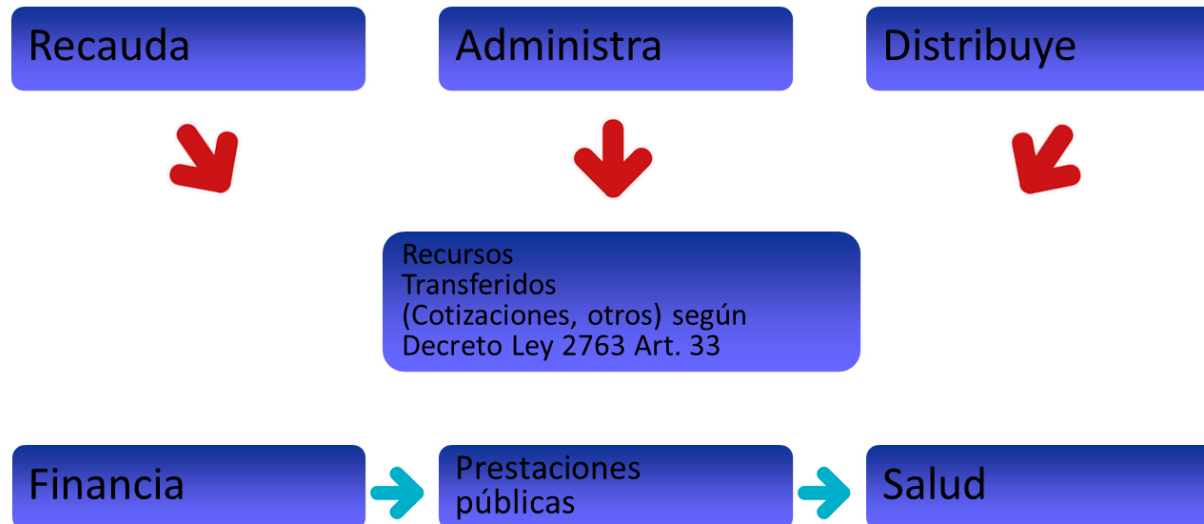 Recauda
Administra
Distribuye
Recursos
Transferidos
(Cotizaciones, otros) según
Decreto Ley 2763 Art. 33
Financia
Prestaciones
públicas
Salud